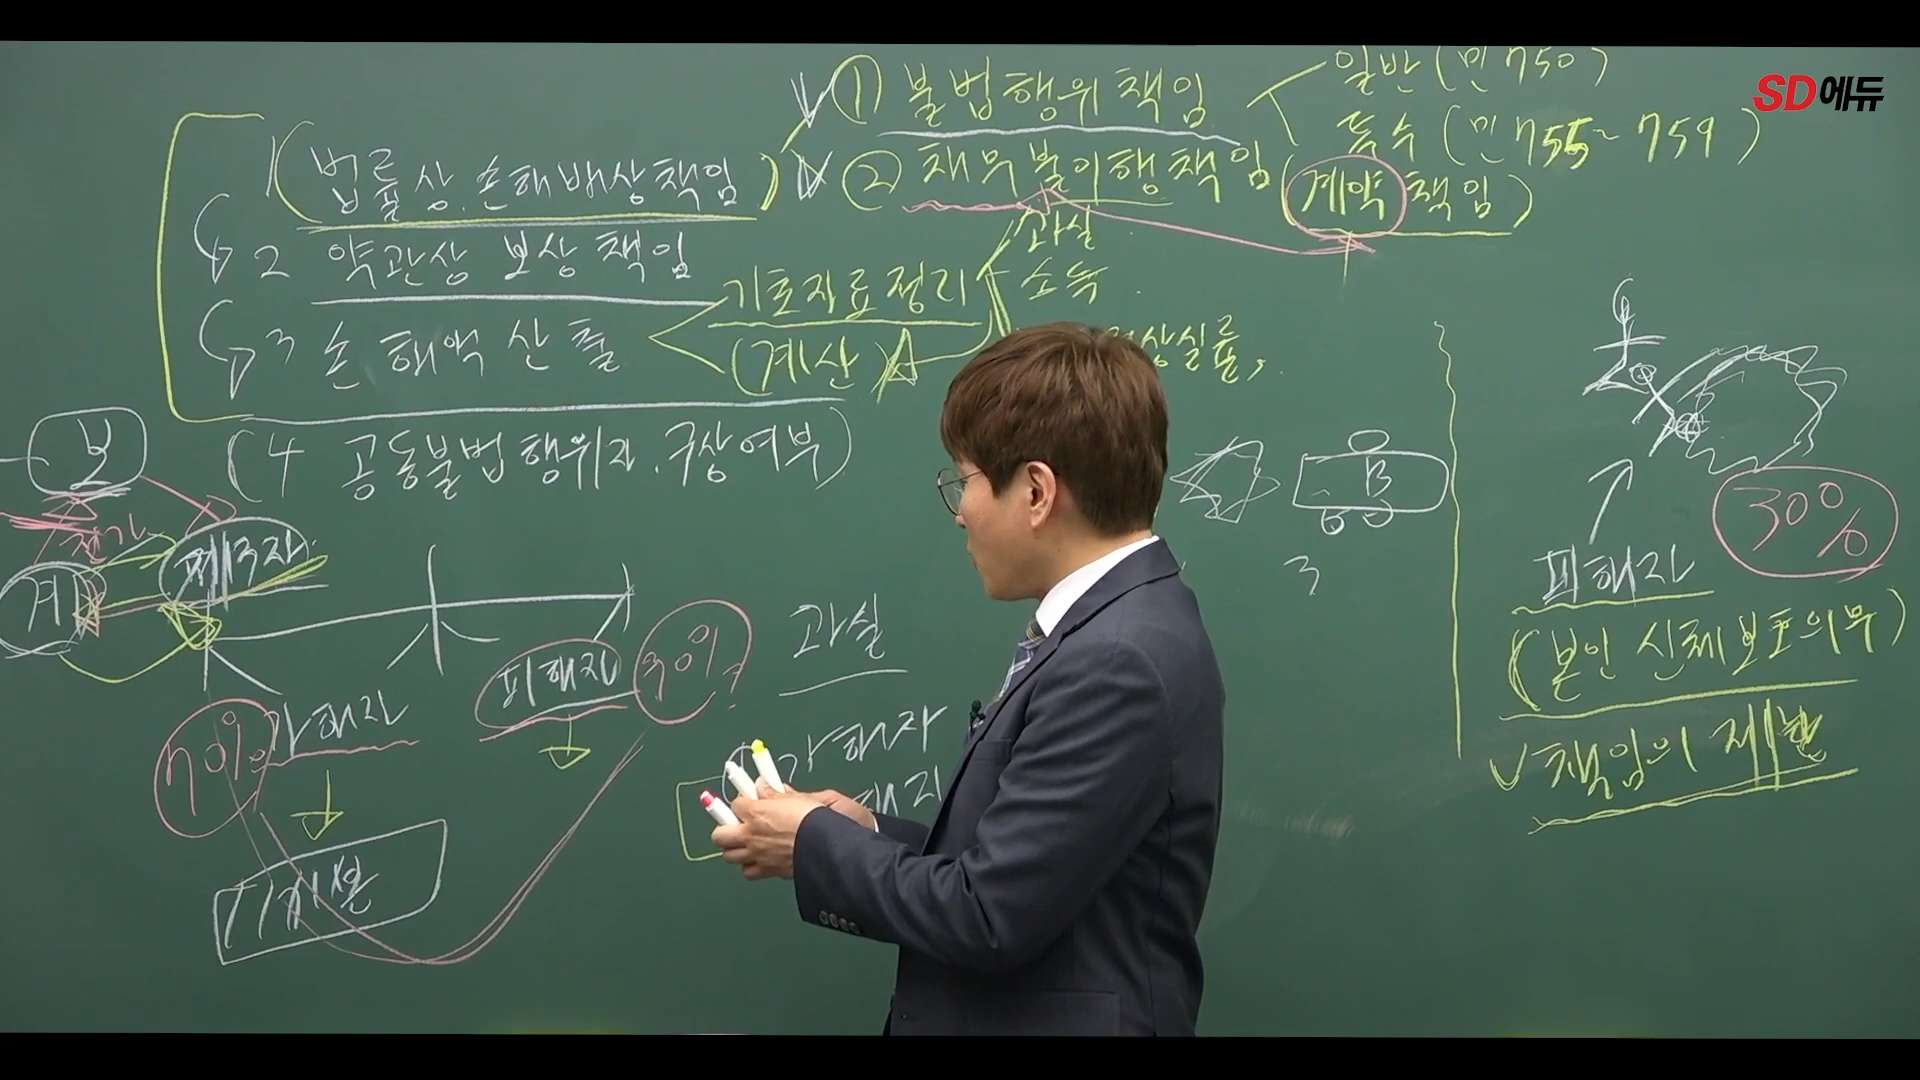 SD에듀
① 불법행위책임
일반 (민 750)
특수 (민 755~759)
1 (법률상.손해배상책임)
② 채무불이행책임 (계약책임)
2 약관상 보상책임
과실
기초자료정리
소득
3 손해액 산출
(계산)
상실률,
(4 공동불법행위자.구상여부)
보
B
30%
계
피해자
3
피해자
30%?
과실
(본인 신체보호의무)
70%
가해자
가해자
책임의 제한